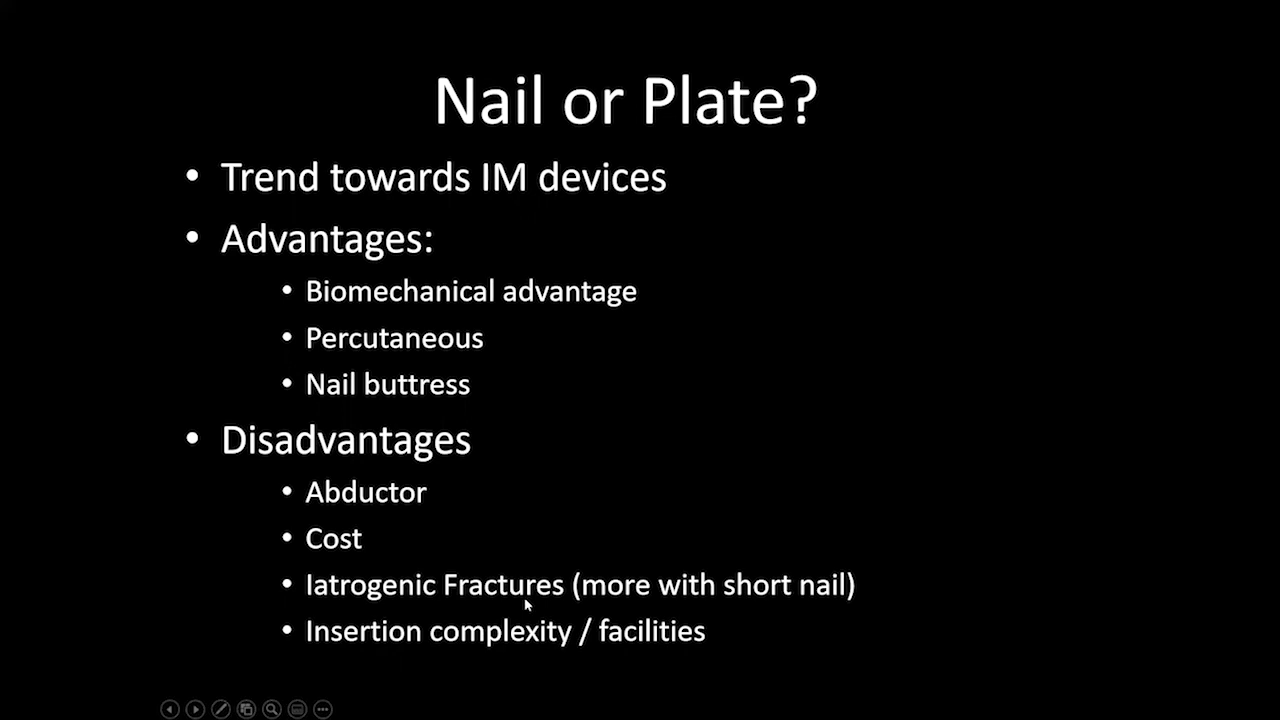 Nail or Plate?
• Trend towards IM devices
• Advantages:
• Biomechanical advantage
• Percutaneous
• Nail buttress
• Disadvantages
• Abductor
• Cost
• Iatrogenic Fractures (more with short nail)
• Insertion complexity / facilities